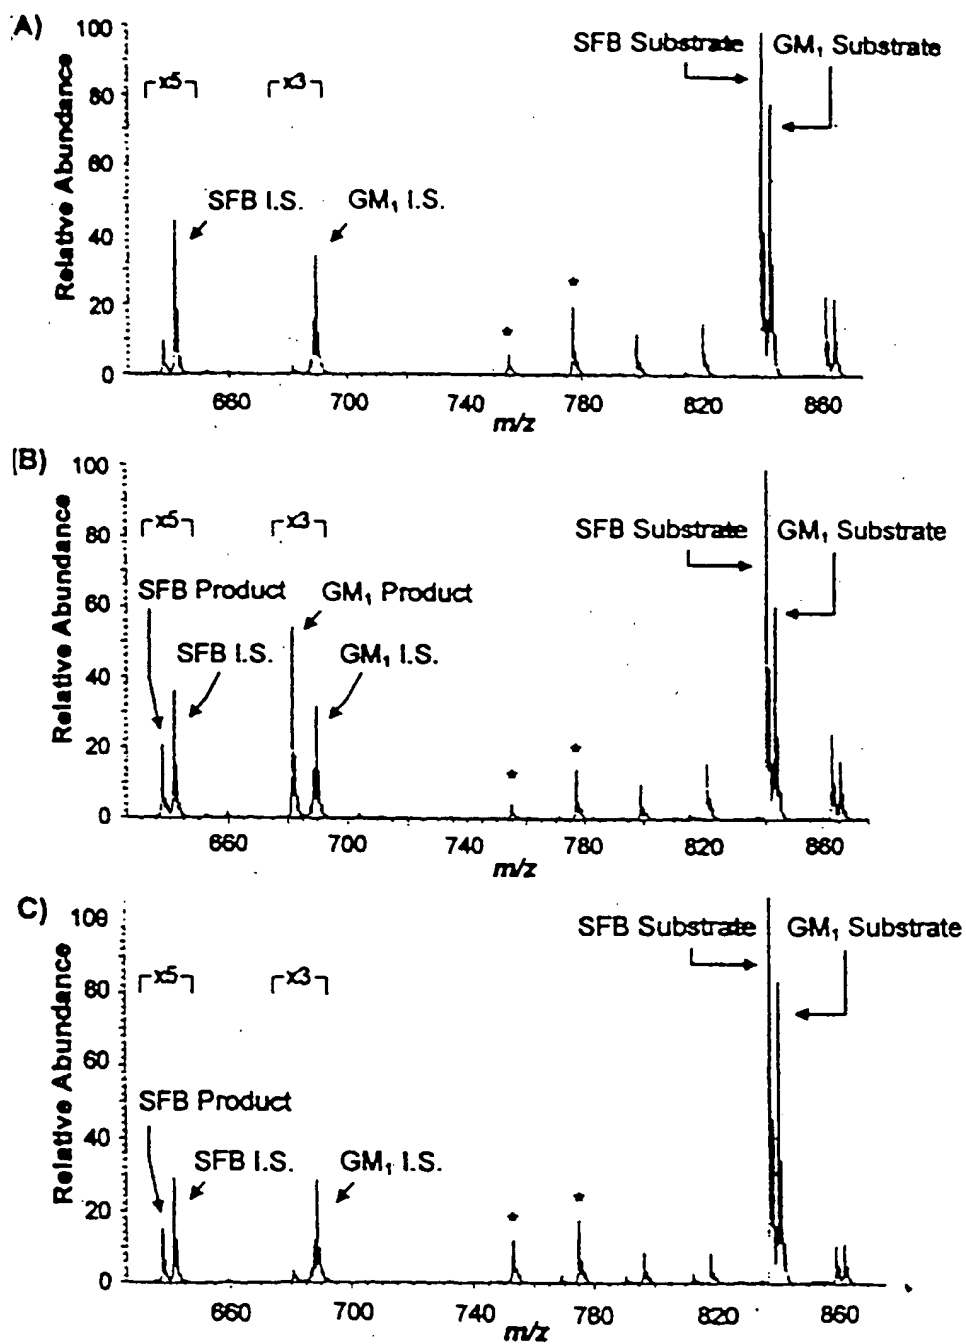 A)
100
SFB Substrate
GM₁ Substrate
x5
x3
80
60
SFB I.S.
GM₁ I.S.
40
20
*
*
0
660
700
740
780
820
860
m/z
Relative Abundance
(B)
100
x5
x3
SFB Substrate
GM₁ Substrate
80
SFB Product
GM₁ Product
60
SFB I.S.
GM₁ I.S.
40
20
*
*
0
660
700
740
780
820
860
m/z
Relative Abundance
C)
100
SFB Substrate
GM₁ Substrate
x5
x3
80
60
SFB Product
40
SFB I.S.
GM₁ I.S.
20
*
*
0
660
700
740
780
820
860
m/z
Relative Abundance